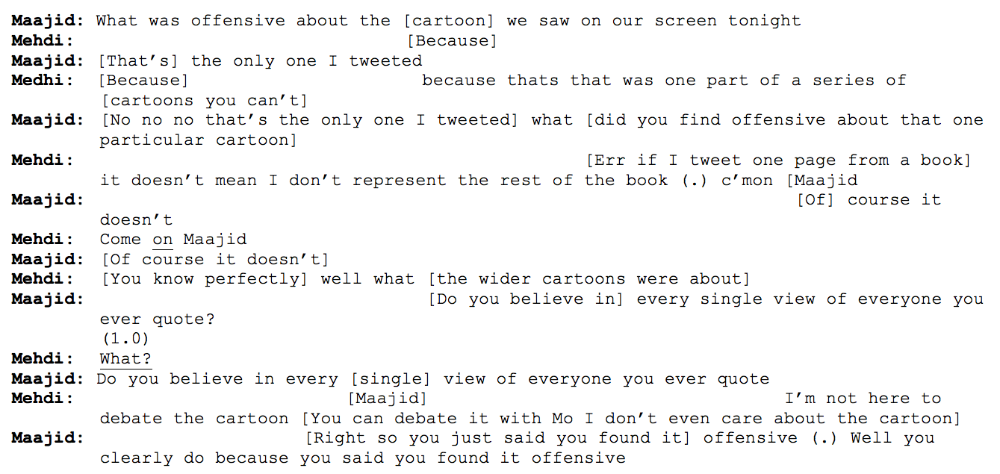 Maajid: What was offensive about the [cartoon] we saw on our screen tonight
Mehdi: [Because]
Maajid: [That’s] the only one I tweeted
Medhi: [Because] because thats that was one part of a series of
[cartoons you can’t]
Maajid: [No no no that’s the only one I tweeted] what [did you find offensive about that one
particular cartoon]
Mehdi: [Err if I tweet one page from a book]
it doesn’t mean I don’t represent the rest of the book (.) c’mon [Maajid
Maajid: [Of] course it
doesn’t
Mehdi: Come on Maajid
Maajid: [Of course it doesn’t]
Mehdi: [You know perfectly] well what [the wider cartoons were about]
Maajid: [Do you believe in] every single view of everyone you
ever quote?
(1.0)
Mehdi: What?
Maajid: Do you believe in every [single] view of everyone you ever quote
Mehdi: [Maajid] I’m not here to
debate the cartoon [You can debate it with Mo I don’t even care about the cartoon]
Maajid: [Right so you just said you found it] offensive (.) Well you
clearly do because you said you found it offensive